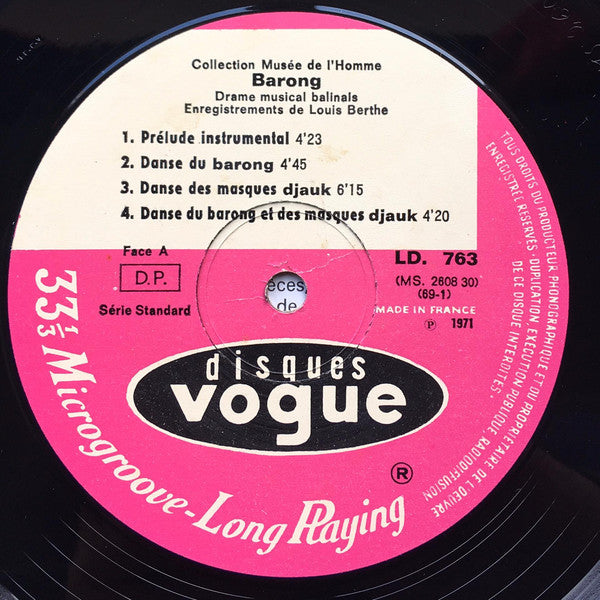 Collection Musée de l'Homme
Barong
Drame musical balinals
Enregistrements de Louis Berthe
1. Prélude instrumental 4'23
2. Danse du barong 4'45
3. Danse des masques djauk 6'15
4. Danse du barong et des masques djauk 4'20
Face A
D.P.
Série Standard
LD. 763
(MS. 2608 30)
(69-1)
MADE IN FRANCE
℗ 1971
èces,
de
disques
vogue
®
33⅓ Microgroove-Long Playing
TOUS DROITS DU PRODUCTEUR PHONOGRAPHIQUE ET DU PROPRIETAIRE DE L'OEUVRE
ENREGISTRÉE RÉSERVÉS - DUPLICATION, EXÉCUTION PUBLIQUE, RADIODIFFUSION
DE CE DISQUE INTERDITES.